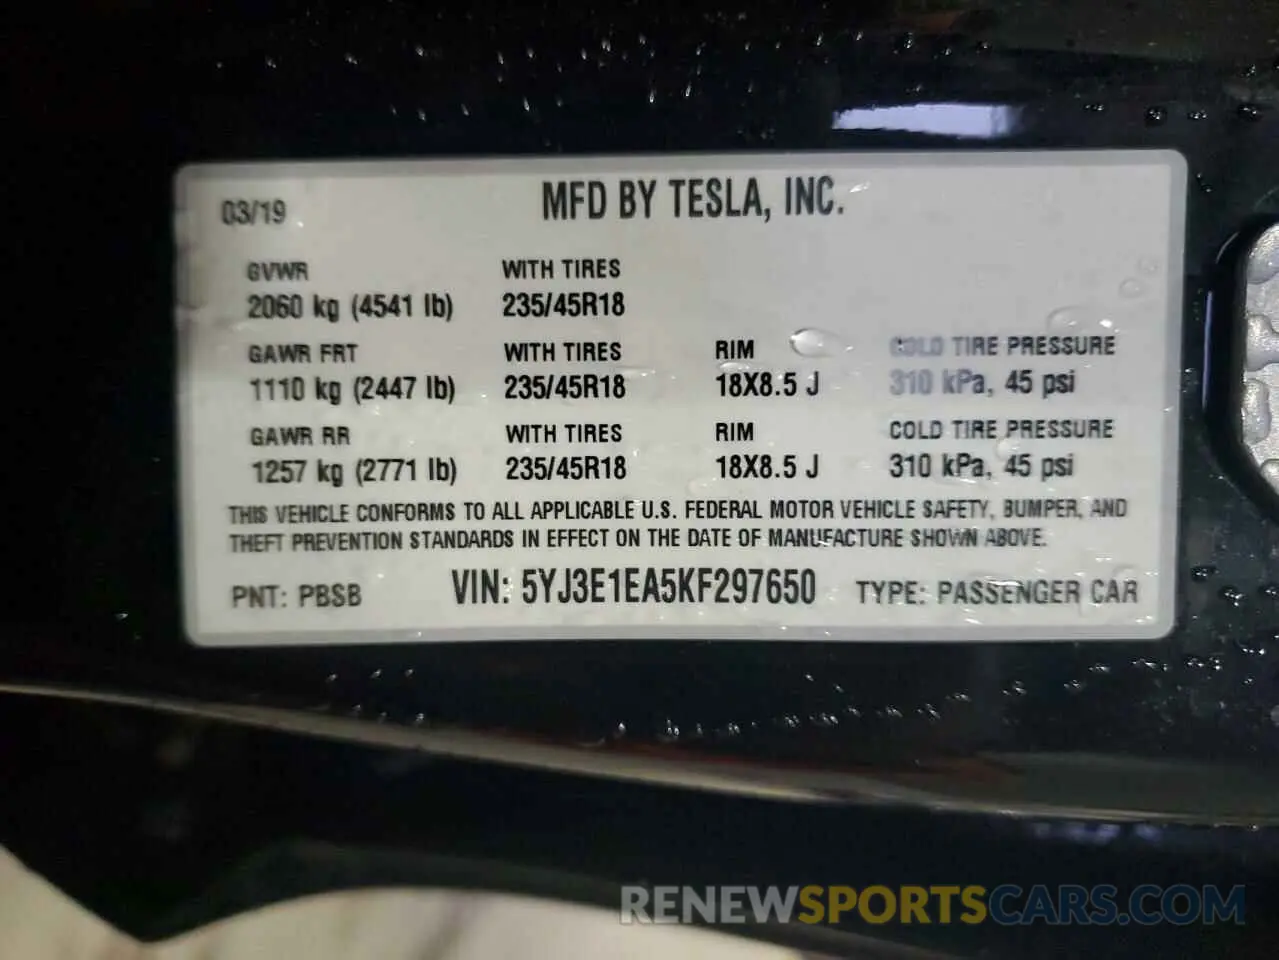 03/19 MFD BY TESLA, INC.
GVWR WITH TIRES
2060 kg (4541 lb) 235/45R18
GAWR FRT WITH TIRES RIM COLD TIRE PRESSURE
1110 kg (2447 lb) 235/45R18 18X8.5 J 310 kPa, 45 psi
GAWR RR WITH TIRES RIM COLD TIRE PRESSURE
1257 kg (2771 lb) 235/45R18 18X8.5 J 310 kPa, 45 psi
THIS VEHICLE CONFORMS TO ALL APPLICABLE U.S. FEDERAL MOTOR VEHICLE SAFETY, BUMPER, AND
THEFT PREVENTION STANDARDS IN EFFECT ON THE DATE OF MANUFACTURE SHOWN ABOVE.
PNT: PBSB VIN: 5YJ3E1EA5KF297650 TYPE: PASSENGER CAR
RENEWSPORTSCARS.COM